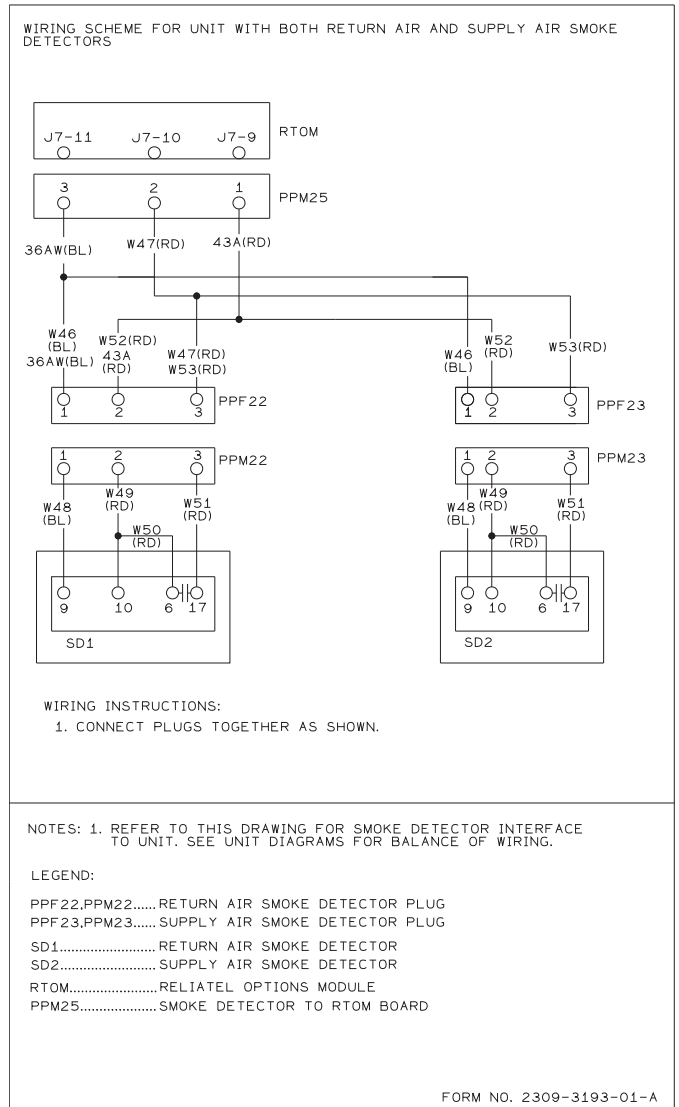 WIRING SCHEME FOR UNIT WITH BOTH RETURN AIR AND SUPPLY AIR SMOKE
DETECTORS
J7-11 J7-10 J7-9 RTOM
3 2 1 PPM25
36AW(BL) W47(RD) 43A(RD)
W46
(BL)
36AW(BL)
W52(RD)
43A
(RD)
W47(RD)
W53(RD)
W46
(BL)
W52
(RD)
W53(RD)
1 2 3 PPF22
1 2 3 PPF23
1 2 3 PPM22
1 2 3 PPM23
W48
(BL)
W49
(RD)
W51
(RD)
W50
(RD)
9 10 6 17
SD1
W48
(BL)
W49
(RD)
W51
(RD)
W50
(RD)
9 10 6 17
SD2
WIRING INSTRUCTIONS:
1. CONNECT PLUGS TOGETHER AS SHOWN.
NOTES: 1. REFER TO THIS DRAWING FOR SMOKE DETECTOR INTERFACE
TO UNIT. SEE UNIT DIAGRAMS FOR BALANCE OF WIRING.
LEGEND:
PPF22,PPM22......RETURN AIR SMOKE DETECTOR PLUG
PPF23,PPM23......SUPPLY AIR SMOKE DETECTOR PLUG
SD1.........................RETURN AIR SMOKE DETECTOR
SD2.........................SUPPLY AIR SMOKE DETECTOR
RTOM.......................RELIATEL OPTIONS MODULE
PPM25....................SMOKE DETECTOR TO RTOM BOARD
FORM NO. 2309-3193-01-A